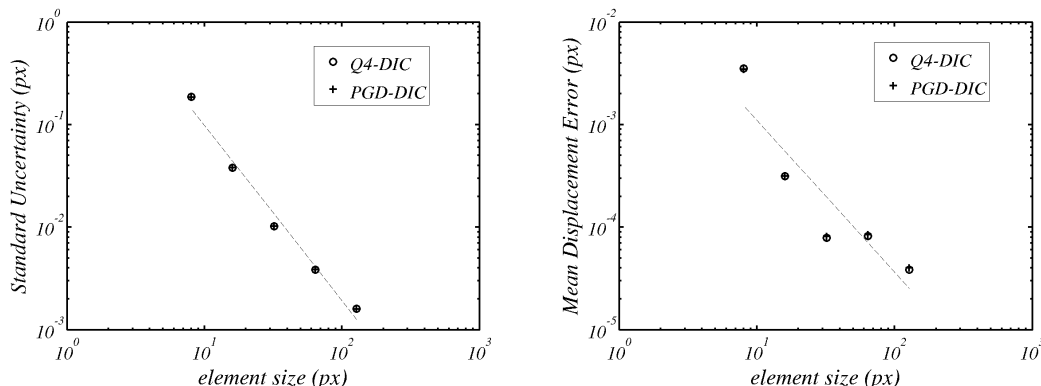 10^0
10^-1
10^-2
10^-3
Standard Uncertainty (px)
Q4-DIC
PGD-DIC
10^0 10^1 10^2 10^3
element size (px)
10^-2
10^-3
10^-4
10^-5
Mean Displacement Error (px)
Q4-DIC
PGD-DIC
10^0 10^1 10^2 10^3
element size (px)